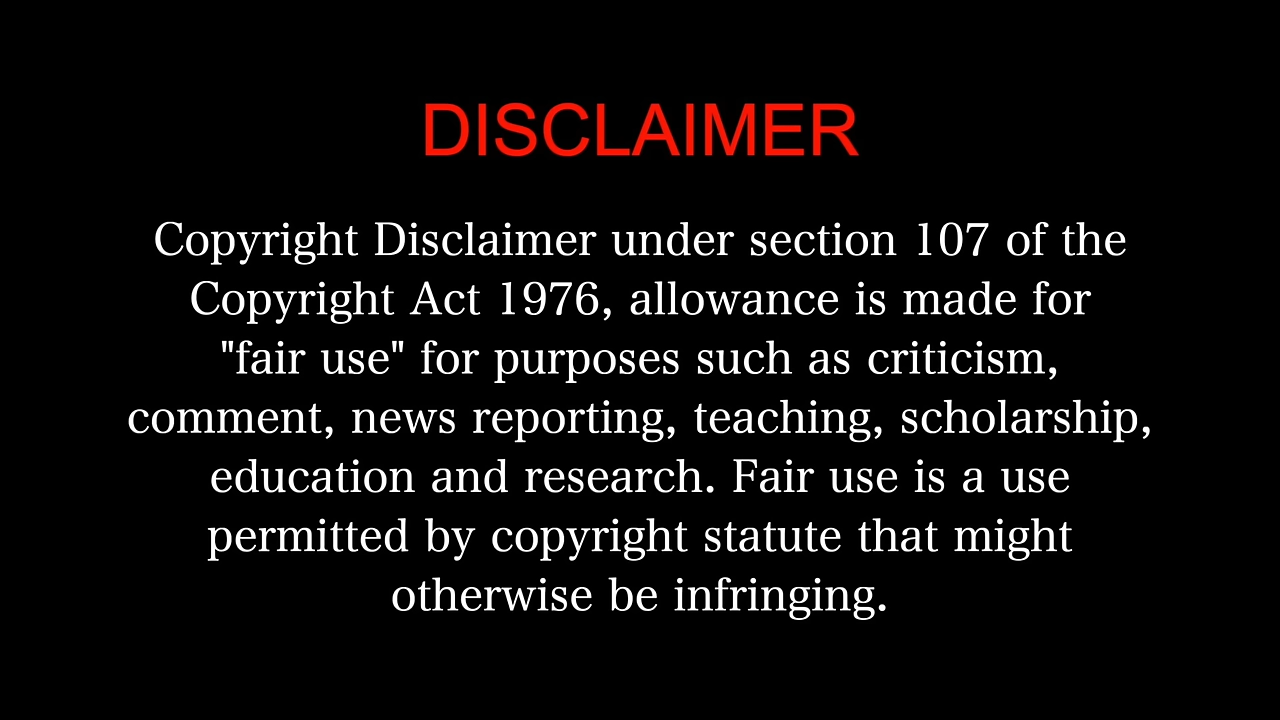 DISCLAIMER
Copyright Disclaimer under section 107 of the
Copyright Act 1976, allowance is made for
"fair use" for purposes such as criticism,
comment, news reporting, teaching, scholarship,
education and research. Fair use is a use
permitted by copyright statute that might
otherwise be infringing.